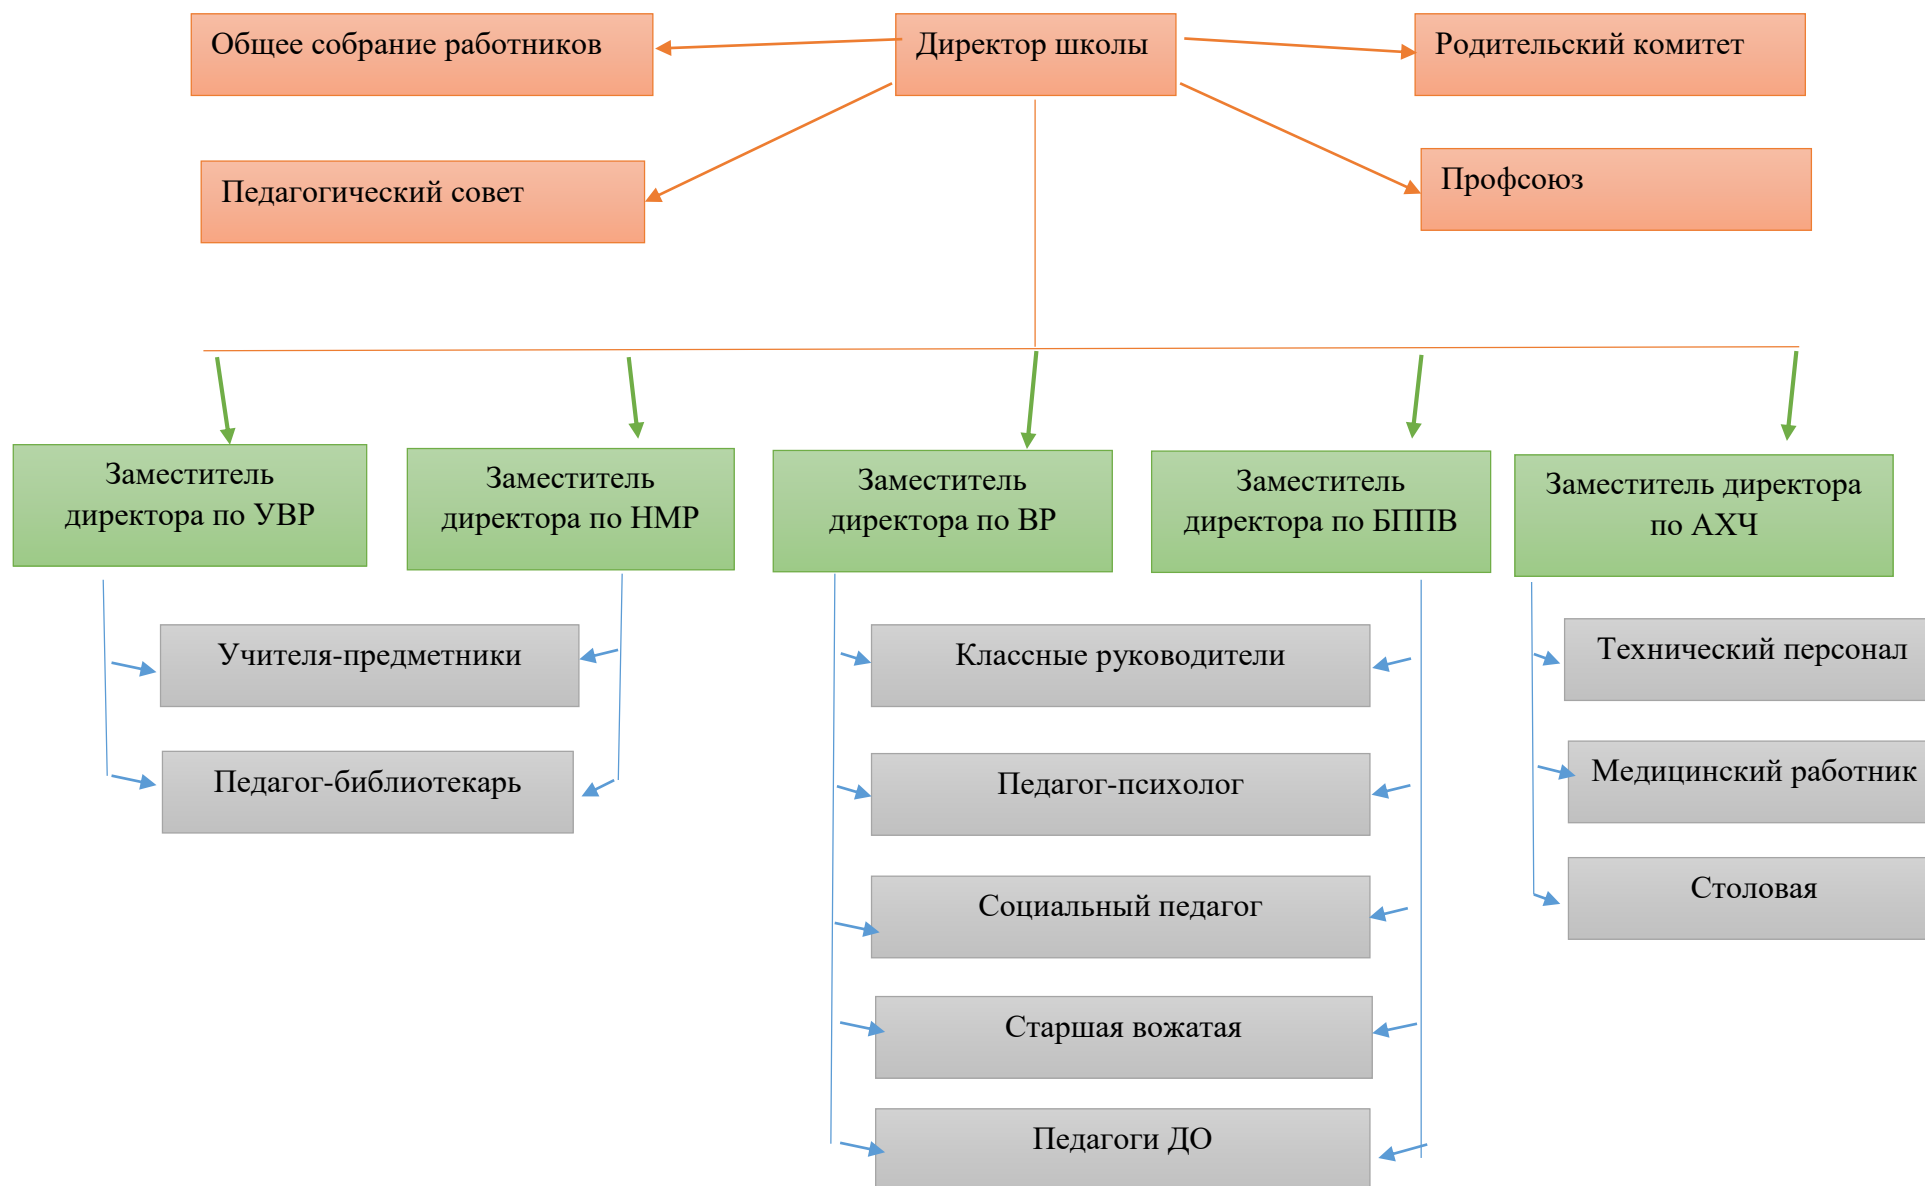 Общее собрание работников
Директор школы
Родительский комитет
Педагогический совет
Профсоюз
Заместитель
директора по УВР
Заместитель
директора по НМР
Заместитель
директора по ВР
Заместитель
директора по БППВ
Заместитель директора
по АХЧ
Учителя-предметники
Классные руководители
Технический персонал
Педагог-библиотекарь
Педагог-психолог
Медицинский работник
Социальный педагог
Столовая
Старшая вожатая
Педагоги ДО